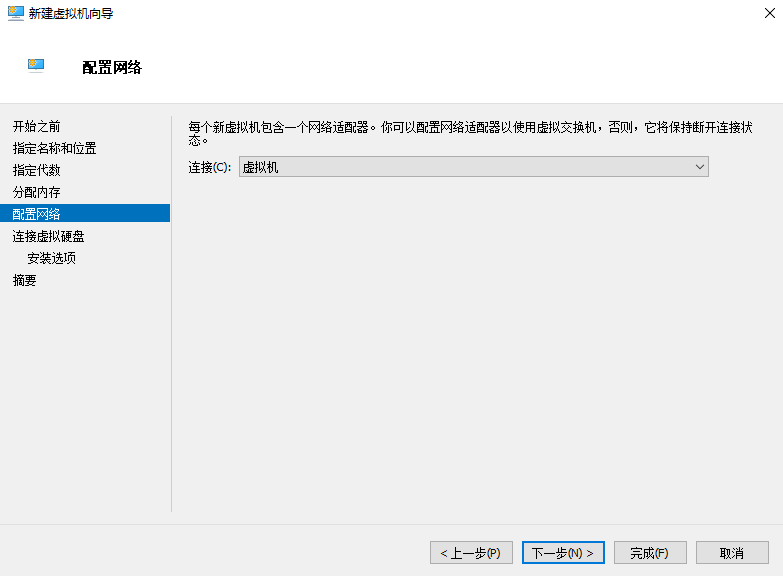 新建虚拟机向导
配置网络
开始之前
指定名称和位置
指定代数
分配内存
配置网络
连接虚拟硬盘
安装选项
摘要
每个新虚拟机包含一个网络适配器。你可以配置网络适配器以使用虚拟交换机，否则，它将保持断开连接状
态。
连接(C): 虚拟机
< 上一步(P) 下一步(N) > 完成(F) 取消